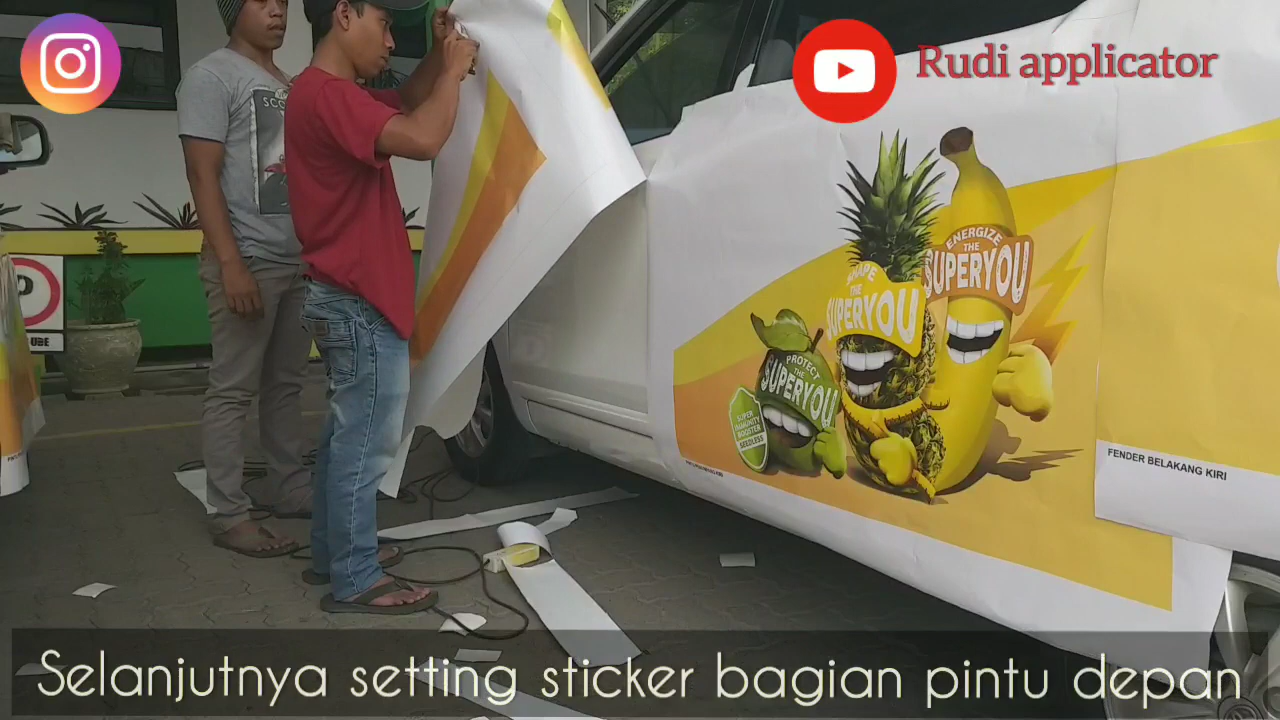 Rudi applicator
SCO
ENERGIZE
THE
SUPERYOU
SHAPE
THE
SUPERYOU
PROTECT
THE
SUPERYOU
SUPER
IMMUNITY
BOOSTER
SEEDLESS
FENDER BELAKANG KIRI
Selanjutnya setting sticker bagian pintu depan